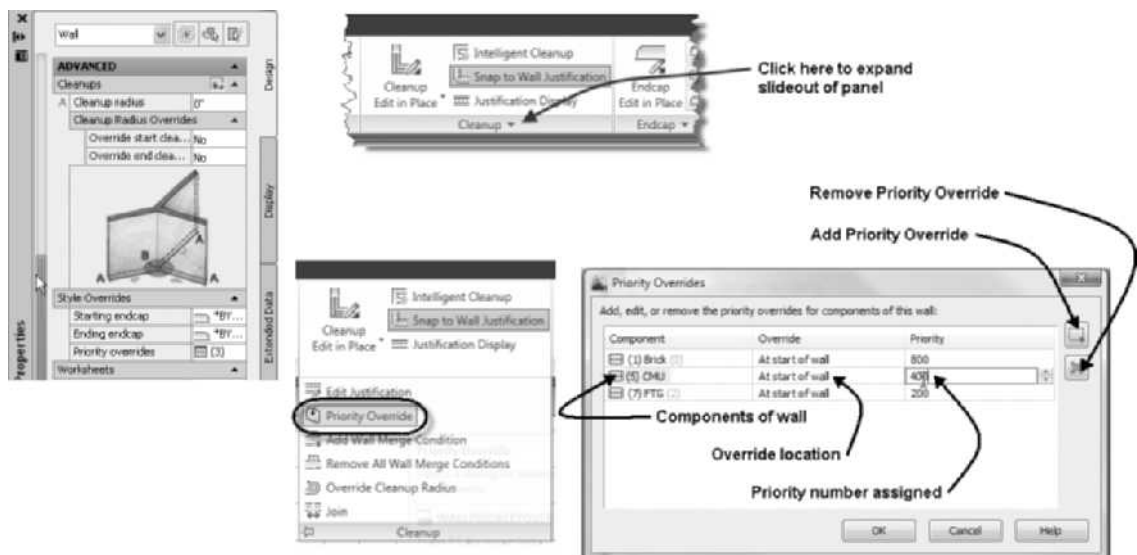 Wall
Design
ADVANCED
Cleanups
A Cleanup radius 0"
Cleanup Radius Overrides
Override start clea... No
Override end clea... No
Display
A
B
A
A
A
Style Overrides
Starting endcap *BY...
Ending endcap *BY...
Priority overrides (3)
Worksheets
Extended Data
Properties
Cleanup
Edit in Place
Intelligent Cleanup
Snap to Wall Justification
Justification Display
Endcap
Edit in Place
Cleanup
Endcap
Click here to expand
slideout of panel
Cleanup
Edit in Place
Intelligent Cleanup
Snap to Wall Justification
Justification Display
Edit Justification
Priority Override
Add Wall Merge Condition
Remove All Wall Merge Conditions
Override Cleanup Radius
Join
Cleanup
Remove Priority Override
Add Priority Override
Priority Overrides
Add, edit, or remove the priority overrides for components of this wall:
Component Override Priority
(1) Brick At start of wall 800
(5) CMU At start of wall 400
(7) FTG (2) At start of wall 200
Components of wall
Override location
Priority number assigned
OK Cancel Help